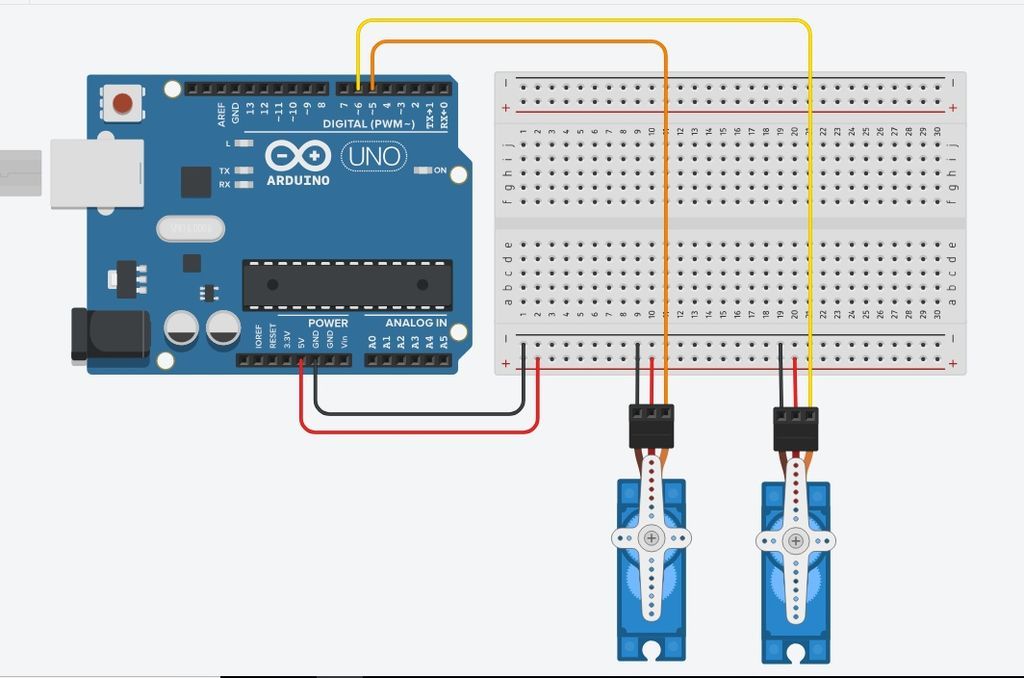 AREF
GND
13
12
~11
~10
~9
8
7
~6
~5
4
~3
2
TX→1
RX←0
DIGITAL (PWM~)
L
TX
RX
ARDUINO
UNO
ON
IOREF
RESET
3.3V
5V
GND
GND
Vin
POWER
ANALOG IN
A0
A1
A2
A3
A4
A5
1 2 3 4 5 6 7 8 9 10 11 12 13 14 15 16 17 18 19 20 21 22 23 24 25 26 27 28 29 30
j j
i i
h h
g g
f f
e e
d d
c c
b b
a a
1 2 3 4 5 6 7 8 9 10 11 12 13 14 15 16 17 18 19 20 21 22 23 24 25 26 27 28 29 30